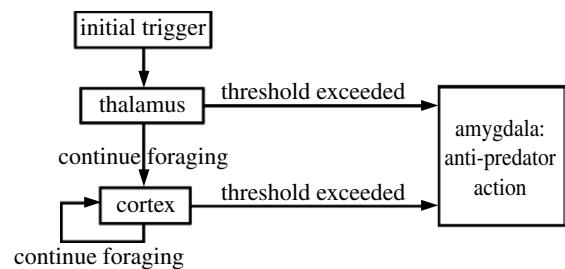 initial trigger
thalamus
threshold exceeded
continue foraging
cortex
threshold exceeded
continue foraging
amygdala:
anti-predator
action